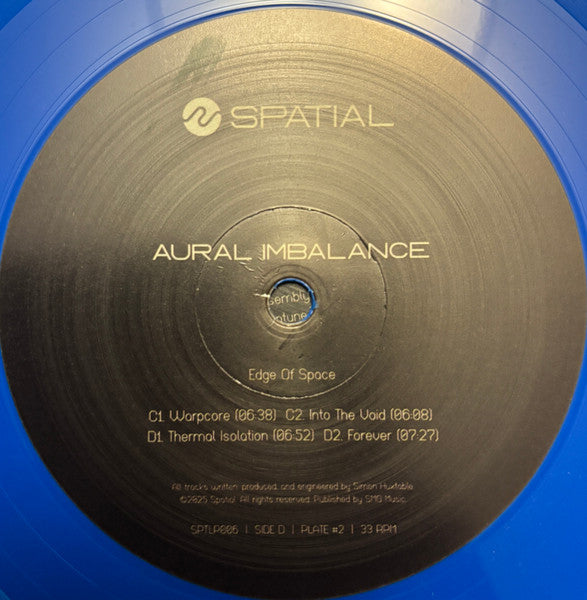 SPATIAL
AURAL IMBALANCE
sembly
ptune
Edge Of Space
C1. Warpcore (06:38) C2. Into The Void (06:08)
D1. Thermal Isolation (06:52) D2. Forever (07:27)
All tracks written, produced, and engineered by Simon Huxtable
©2025 Spatial. All rights reserved. Published by SMG Music.
SPTLP006 | SIDE D | PLATE #2 | 33 RPM